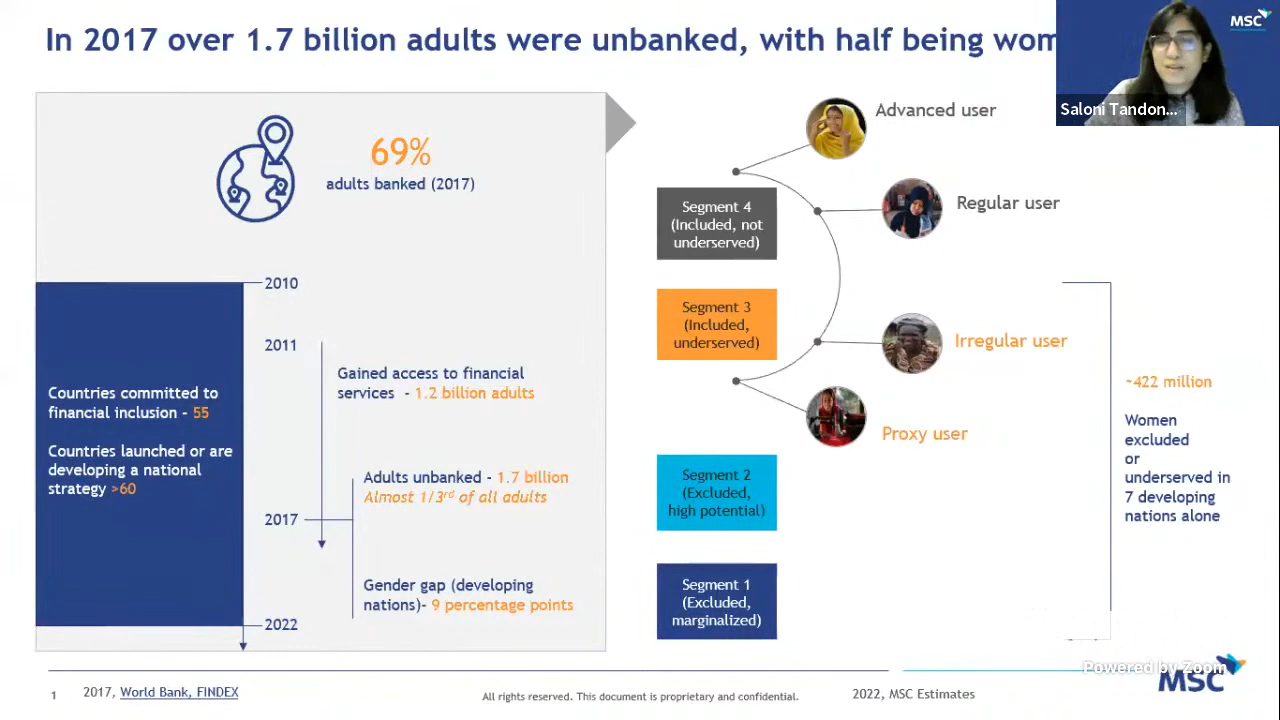 In 2017 over 1.7 billion adults were unbanked, with half being wom
MSC
Saloni Tandon...
69%
adults banked (2017)
2010
2011
2017
2022
Countries committed to
financial inclusion - 55
Countries launched or are
developing a national
strategy >60
Gained access to financial
services - 1.2 billion adults
Adults unbanked - 1.7 billion
Almost 1/3rd of all adults
Gender gap (developing
nations)- 9 percentage points
Advanced user
Regular user
Irregular user
Proxy user
Segment 4
(Included, not
underserved)
Segment 3
(Included,
underserved)
Segment 2
(Excluded,
high potential)
Segment 1
(Excluded,
marginalized)
~422 million
Women
excluded
or
underserved in
7 developing
nations alone
Powered by Zoom
MSC
1
2017, World Bank, FINDEX
All rights reserved. This document is proprietary and confidential.
2022, MSC Estimates